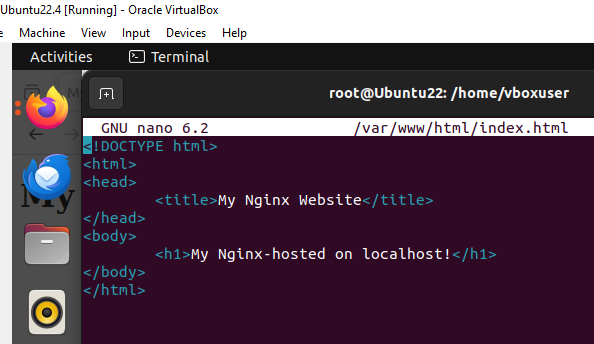 Ubuntu22.4 [Running] - Oracle VirtualBox
Machine View Input Devices Help
Activities Terminal
root@Ubuntu22: /home/vboxuser
GNU nano 6.2 /var/www/html/index.html
<!DOCTYPE html>
<html>
<head>
<title>My Nginx Website</title>
</head>
<body>
<h1>My Nginx-hosted on localhost!</h1>
</body>
</html>
My